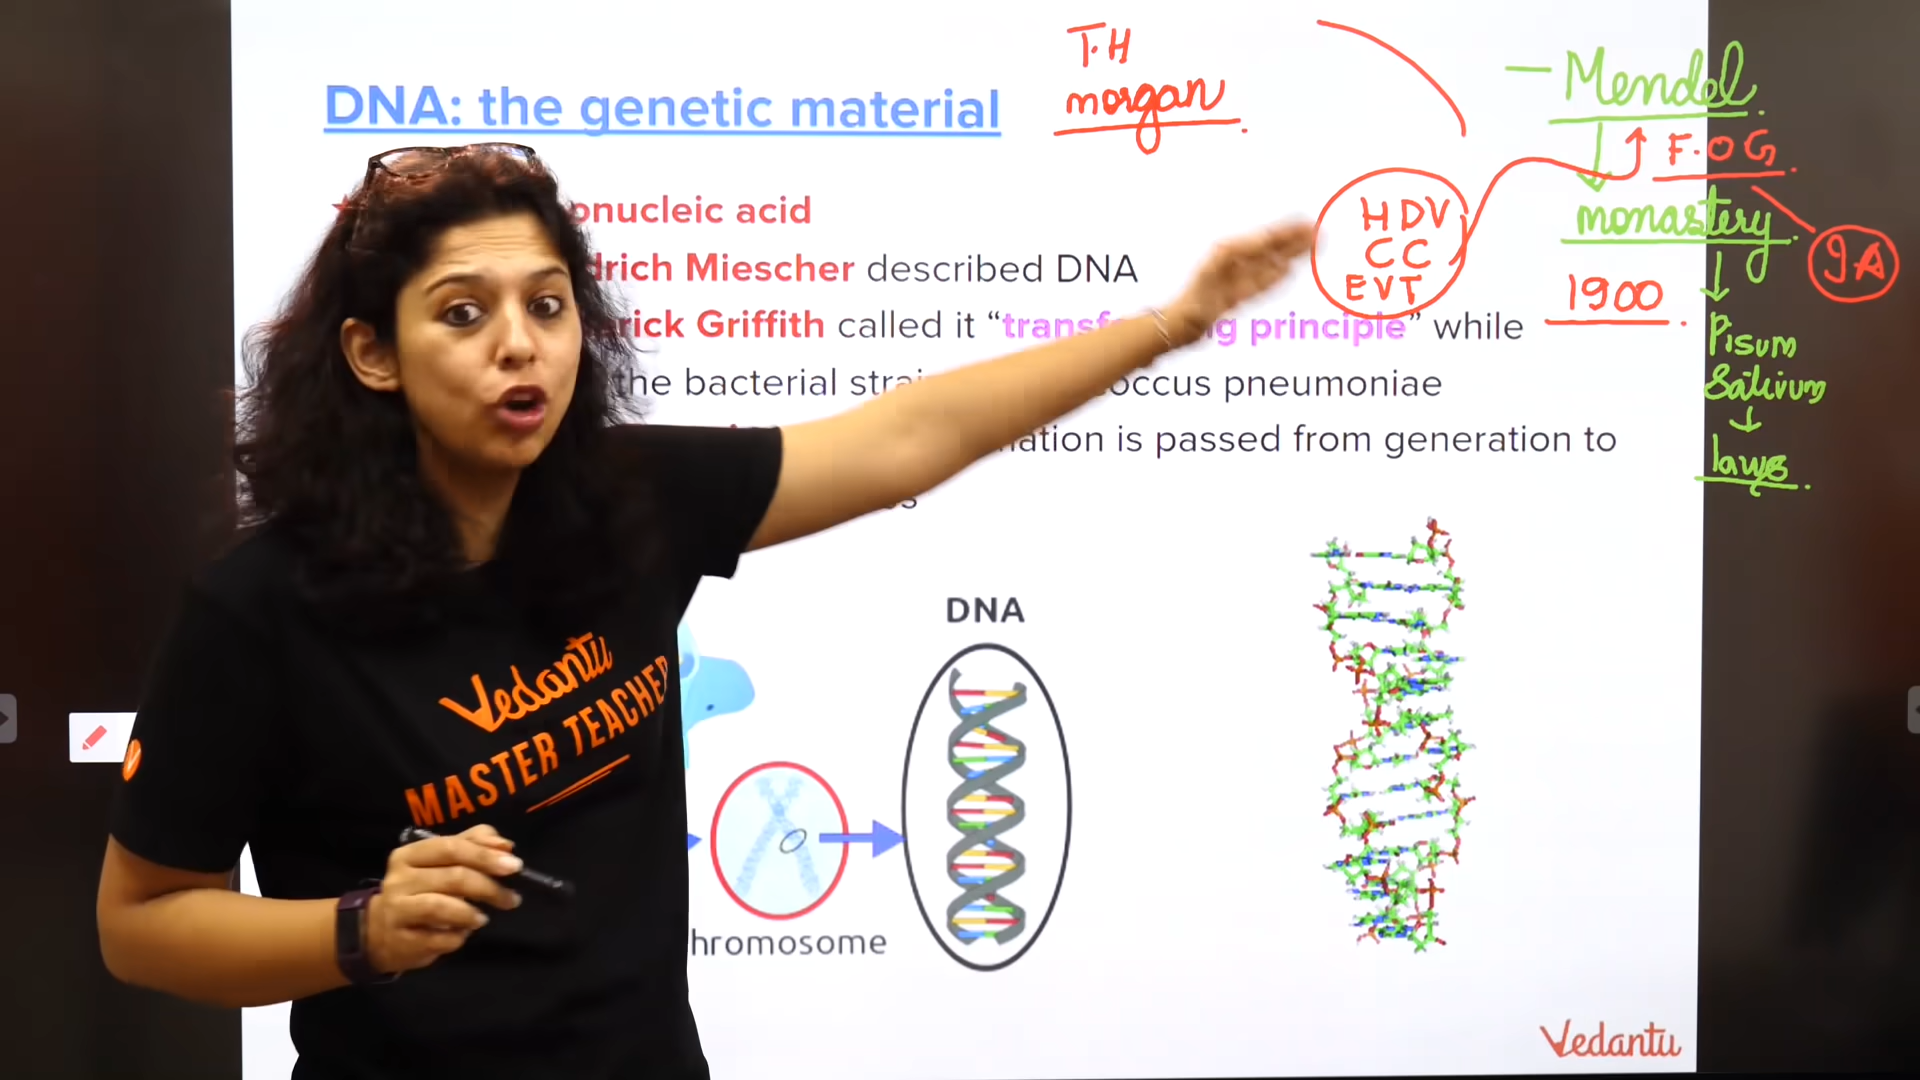 DNA: the genetic material
T.H
morgan
Mendel
F.O.G
monastery
9A
1900
Pisum
Sativum
laws
HDV
CC
EVT
onucleic acid
drich Miescher described DNA
rick Griffith called it “transf g principle” while
the bacterial strai occus pneumoniae
ation is passed from generation to
DNA
hromosome
Vedantu
MASTER TEACHER
Vedantu